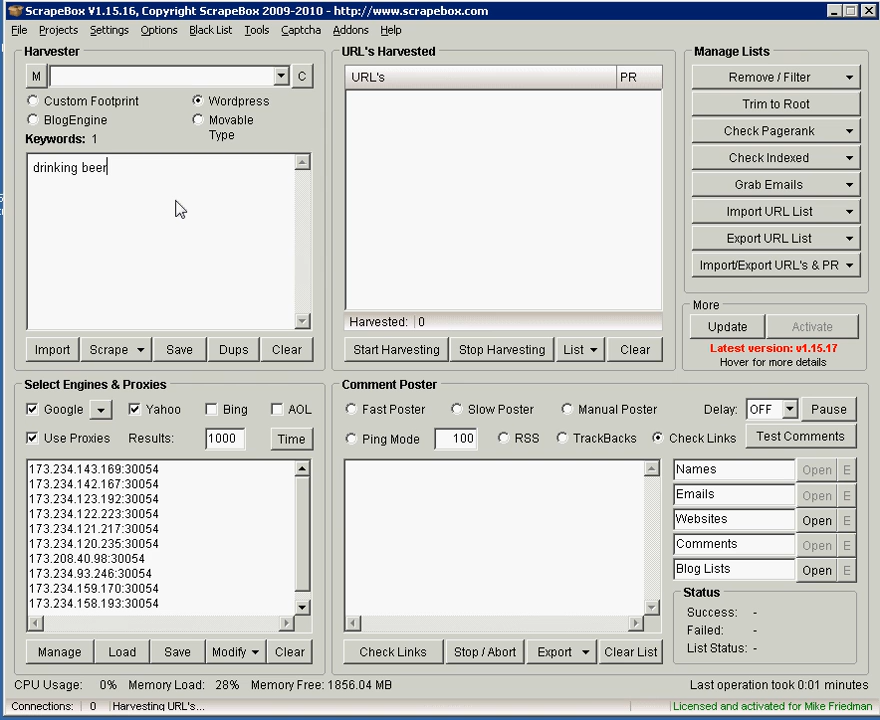 ScrapeBox V1.15.16, Copyright ScrapeBox 2009-2010 - http://www.scrapebox.com
File Projects Settings Options Black List Tools Captcha Addons Help
Harvester
M C
Custom Footprint Wordpress
BlogEngine Movable Type
Keywords: 1
drinking beer
Import Scrape Save Dups Clear
URL's Harvested
URL's PR
Harvested: 0
Start Harvesting Stop Harvesting List Clear
Manage Lists
Remove / Filter
Trim to Root
Check Pagerank
Check Indexed
Grab Emails
Import URL List
Export URL List
Import/Export URL's & PR
More
Update Activate
Latest version: v1.15.17
Hover for more details
Select Engines & Proxies
Google Yahoo Bing AOL
Use Proxies Results: 1000 Time
173.234.143.169:30054
173.234.142.167:30054
173.234.123.192:30054
173.234.122.223:30054
173.234.121.217:30054
173.234.120.235:30054
173.208.40.98:30054
173.234.93.246:30054
173.234.159.170:30054
173.234.158.193:30054
Manage Load Save Modify Clear
Comment Poster
Fast Poster Slow Poster Manual Poster Delay: OFF Pause
Ping Mode 100 RSS TrackBacks Check Links Test Comments
Names Open E
Emails Open E
Websites Open E
Comments Open E
Blog Lists Open E
Status
Success: -
Failed: -
List Status: -
Check Links Stop / Abort Export Clear List
CPU Usage: 0% Memory Load: 28% Memory Free: 1856.04 MB Last operation took 0:01 minutes
Connections: 0 Harvesting URL's... Licensed and activated for Mike Friedman